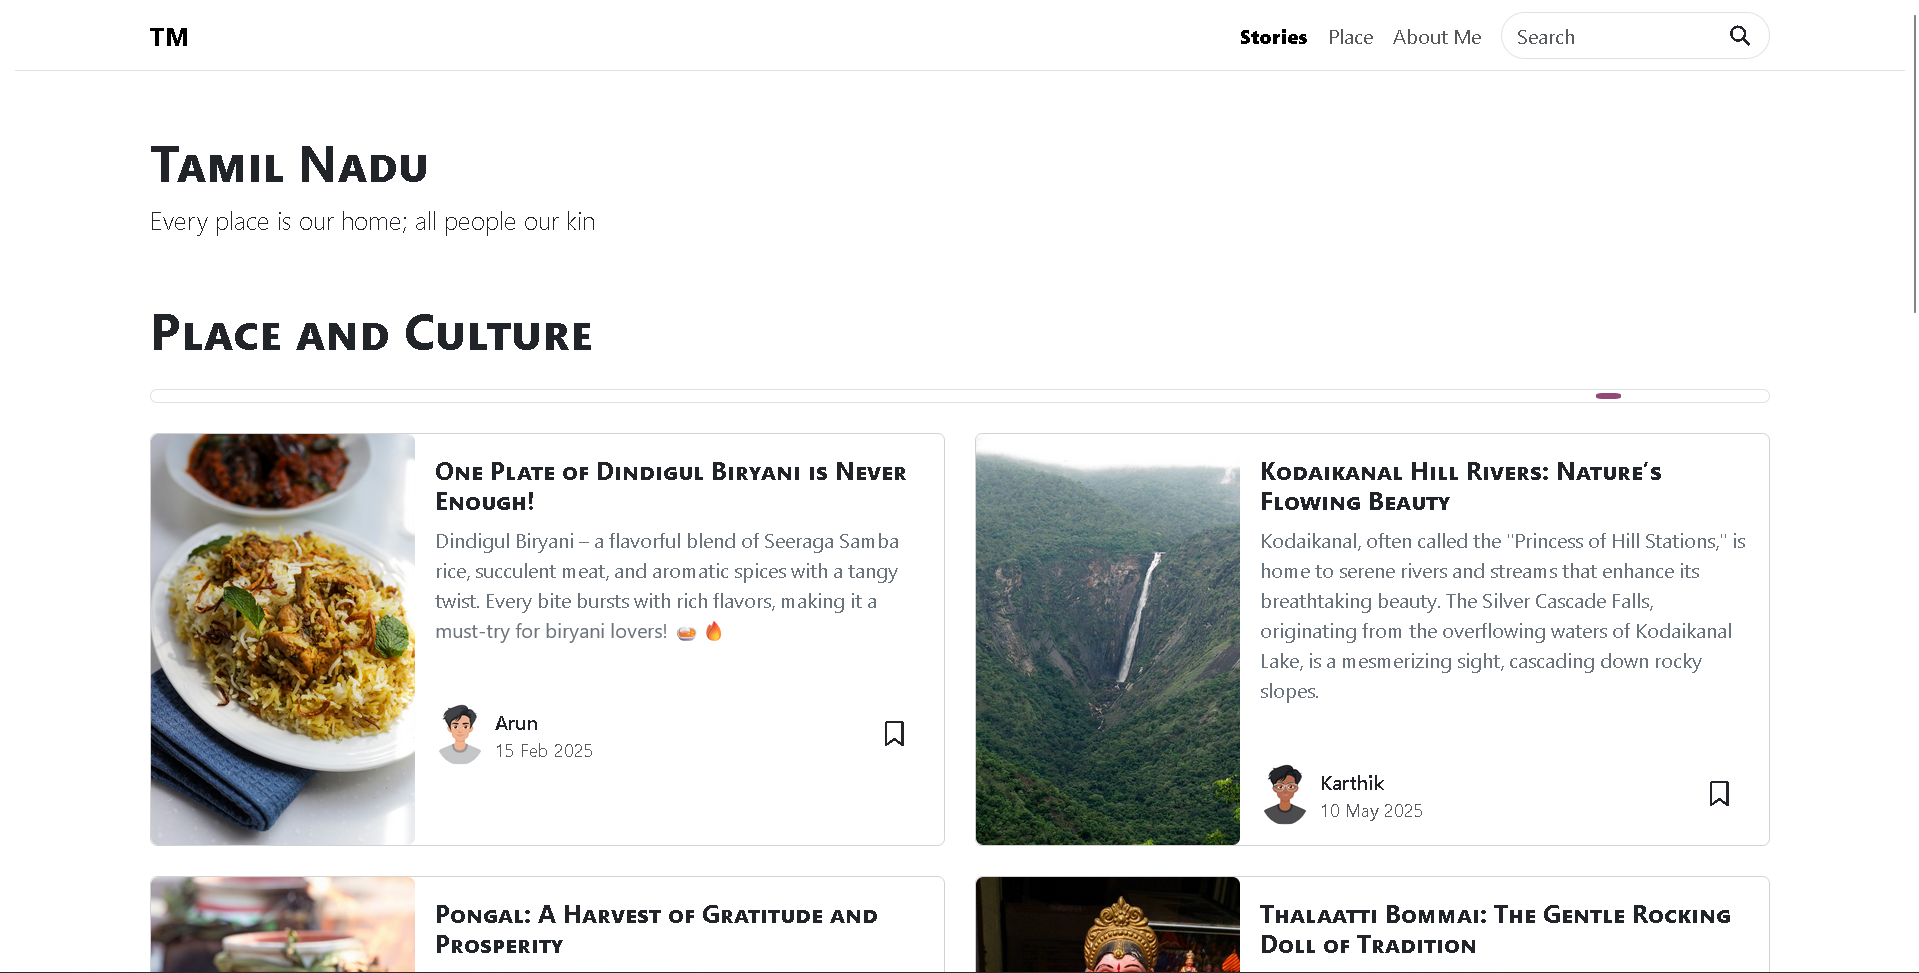 TM
Stories Place About Me Search
Tamil Nadu
Every place is our home; all people our kin
Place and Culture
One Plate of Dindigul Biryani is Never
Enough!
Dindigul Biryani – a flavorful blend of Seeraga Samba
rice, succulent meat, and aromatic spices with a tangy
twist. Every bite bursts with rich flavors, making it a
must-try for biryani lovers! 🍛 🔥
Arun
15 Feb 2025
Kodaikanal Hill Rivers: Nature's
Flowing Beauty
Kodaikanal, often called the "Princess of Hill Stations," is
home to serene rivers and streams that enhance its
breathtaking beauty. The Silver Cascade Falls,
originating from the overflowing waters of Kodaikanal
Lake, is a mesmerizing sight, cascading down rocky
slopes.
Karthik
10 May 2025
Pongal: A Harvest of Gratitude and
Prosperity
Thalaatti Bommai: The Gentle Rocking
Doll of Tradition